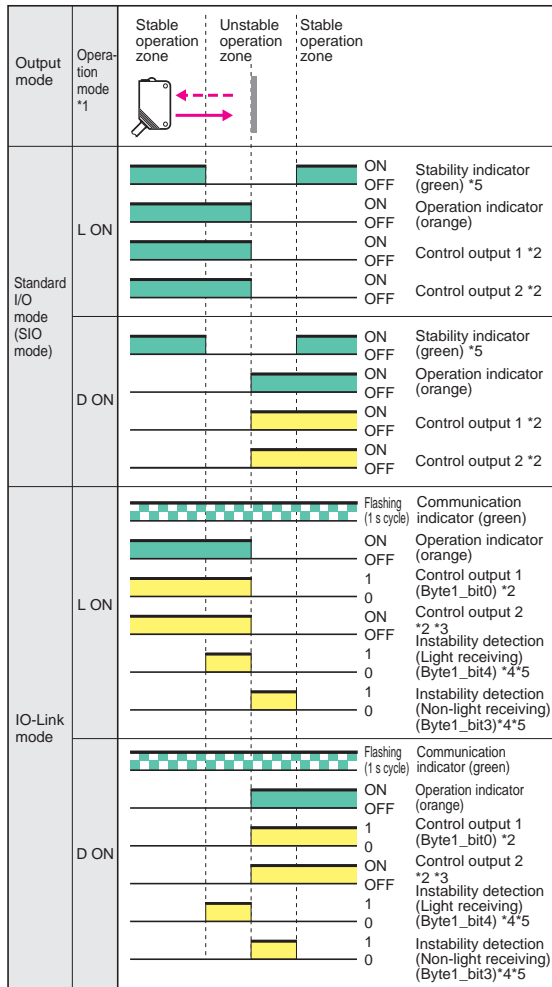 Output
mode
Opera-
tion
mode
*1
Stable
operation
zone
Unstable
operation
zone
Stable
operation
zone
Standard
I/O
mode
(SIO
mode)
L ON
ON
OFF
Stability indicator
(green) *5
ON
OFF
Operation indicator
(orange)
ON
OFF
Control output 1 *2
ON
OFF
Control output 2 *2
D ON
ON
OFF
Stability indicator
(green) *5
ON
OFF
Operation indicator
(orange)
ON
OFF
Control output 1 *2
ON
OFF
Control output 2 *2
IO-Link
mode
L ON
Flashing
(1 s cycle)
Communication
indicator (green)
ON
OFF
Operation indicator
(orange)
1
0
Control output 1
(Byte1_bit0) *2
ON
OFF
Control output 2
*2 *3
1
0
Instability detection
(Light receiving)
(Byte1_bit4) *4*5
1
0
Instability detection
(Non-light receiving)
(Byte1_bit3)*4*5
D ON
Flashing
(1 s cycle)
Communication
indicator (green)
ON
OFF
Operation indicator
(orange)
1
0
Control output 1
(Byte1_bit0) *2
ON
OFF
Control output 2
*2 *3
1
0
Instability detection
(Light receiving)
(Byte1_bit4) *4*5
1
0
Instability detection
(Non-light receiving)
(Byte1_bit3)*4*5